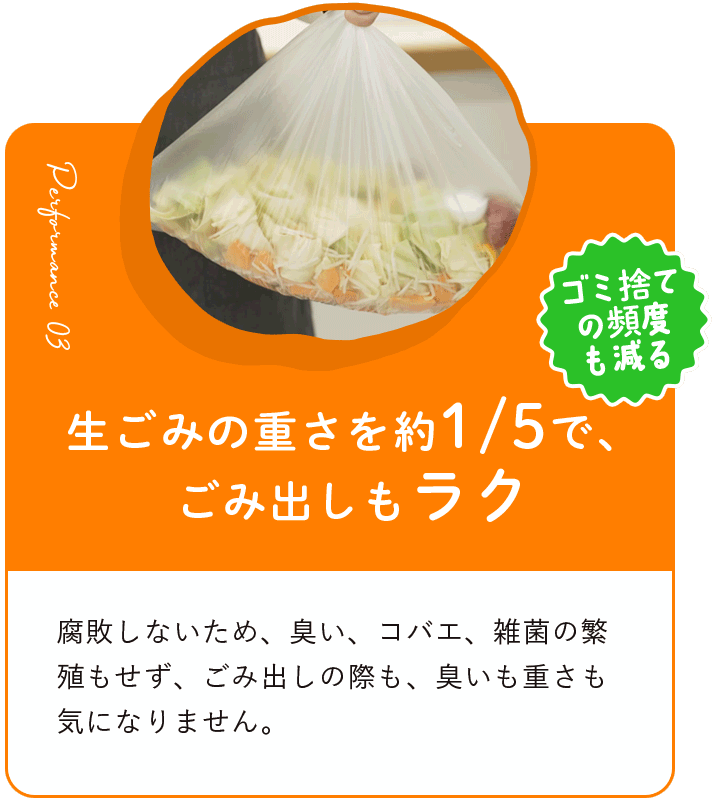 Performance 03
ゴミ捨て
の頻度
も減る
生ごみの重さを約1/5で、
ごみ出しもラク
腐敗しないため、臭い、コバエ、雑菌の繁
殖もせず、ごみ出しの際も、臭いも重さも
気になりません。